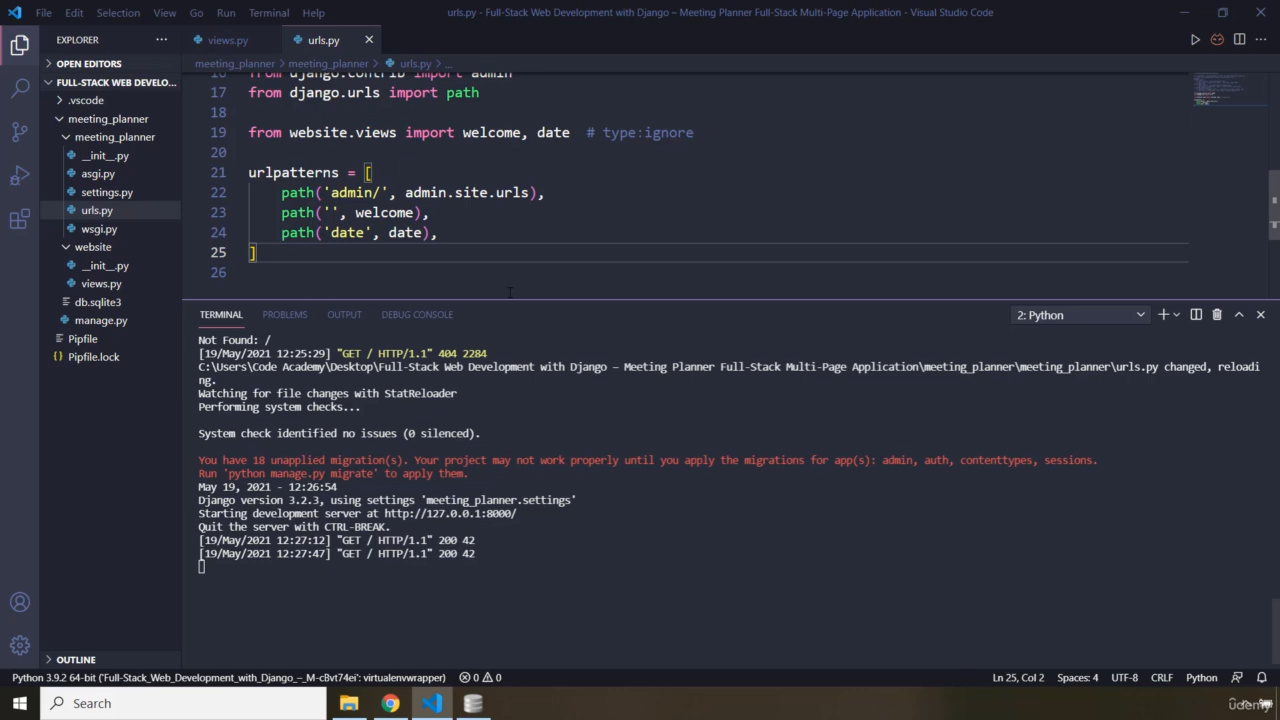 File Edit Selection View Go Run Terminal Help
urls.py - Full-Stack Web Development with Django – Meeting Planner Full-Stack Multi-Page Application - Visual Studio Code
EXPLORER
views.py
urls.py
OPEN EDITORS
FULL-STACK WEB DEVELO...
.vscode
meeting_planner
meeting_planner
__init__.py
asgi.py
settings.py
urls.py
wsgi.py
website
__init__.py
views.py
db.sqlite3
manage.py
Pipfile
Pipfile.lock
OUTLINE
meeting_planner > meeting_planner > urls.py > ...
16 from django.contrib import admin
17 from django.urls import path
18
19 from website.views import welcome, date  # type:ignore
20
21 urlpatterns = [
22     path('admin/', admin.site.urls),
23     path('', welcome),
24     path('date', date),
25 ]
26
TERMINAL PROBLEMS OUTPUT DEBUG CONSOLE
2: Python
Not Found: /
[19/May/2021 12:25:29] "GET / HTTP/1.1" 404 2284
C:\Users\Code Academy\Desktop\Full-Stack Web Development with Django – Meeting Planner Full-Stack Multi-Page Application\meeting_planner\meeting_planner\urls.py changed, reloadi
ng.
Watching for file changes with StatReloader
Performing system checks...
System check identified no issues (0 silenced).
You have 18 unapplied migration(s). Your project may not work properly until you apply the migrations for app(s): admin, auth, contenttypes, sessions.
Run 'python manage.py migrate' to apply them.
May 19, 2021 - 12:26:54
Django version 3.2.3, using settings 'meeting_planner.settings'
Starting development server at http://127.0.0.1:8000/
Quit the server with CTRL-BREAK.
[19/May/2021 12:27:12] "GET / HTTP/1.1" 200 42
[19/May/2021 12:27:47] "GET / HTTP/1.1" 200 42
Python 3.9.2 64-bit ('Full-Stack_Web_Development_with_Django_–_M-c8vt74ei': virtualenvwrapper) 0 0
Ln 25, Col 2 Spaces: 4 UTF-8 CRLF Python
Search
udemy